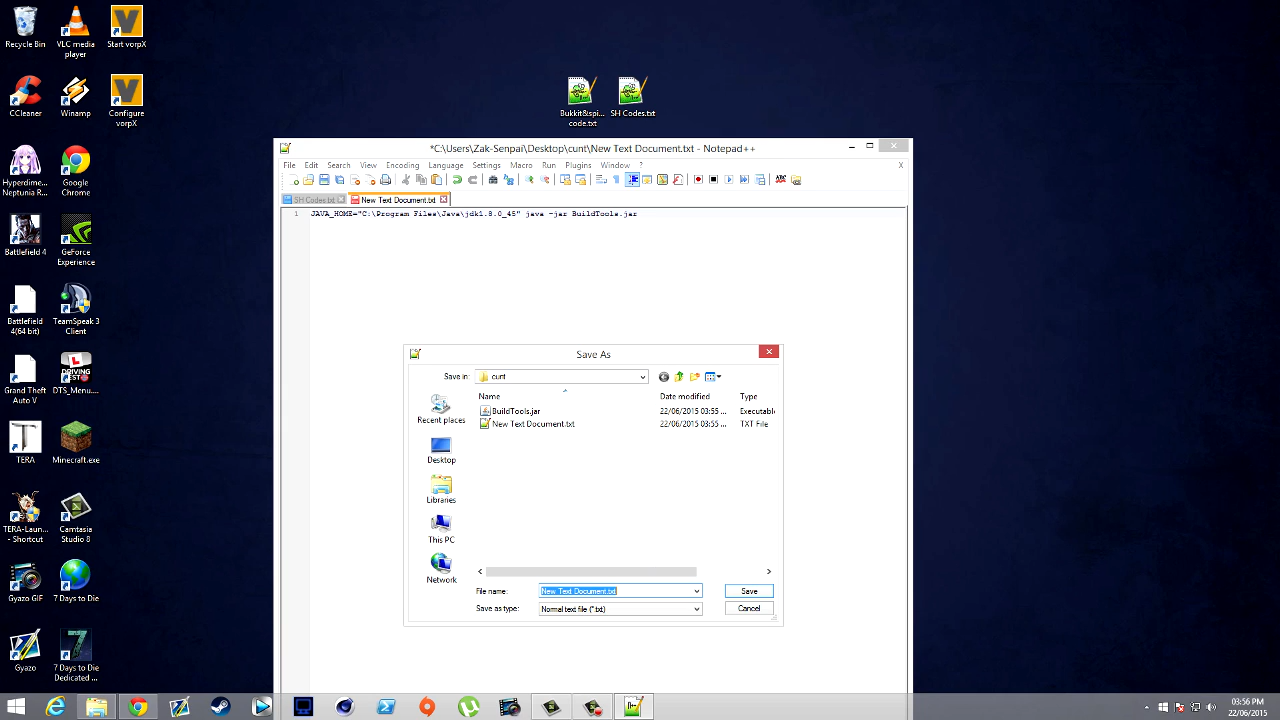 Recycle Bin
VLC media
player
Start vorpX
CCleaner
Winamp
Configure
vorpX
Hyperdime...
Neptunia R...
Google
Chrome
Battlefield 4
GeForce
Experience
Battlefield
4(64 bit)
TeamSpeak 3
Client
Grand Theft
Auto V
DRIVING
TEST
DTS_Menu....
TERA
Minecraft.exe
TERA-Laun...
- Shortcut
Camtasia
Studio 8
Gyazo GIF
7 Days to Die
Gyazo
7 Days to Die
Dedicated ...
Bukkit&spi...
code.txt
SH Codes.txt
*C:\Users\Zak-Senpai\Desktop\cunt\New Text Document.txt - Notepad++
File Edit Search View Encoding Language Settings Macro Run Plugins Window ? X
SH Codes.txt New Text Document.txt
1 JAVA_HOME="C:\Program Files\Java\jdk1.8.0_45" java -jar BuildTools.jar
Save As
Save in: cunt
Name Date modified Type
BuildTools.jar 22/06/2015 03:55 ... Executabl
New Text Document.txt 22/06/2015 03:55 ... TXT File
Recent places
Desktop
Libraries
This PC
Network
File name: New Text Document.txt Save
Save as type: Normal text file (*.txt) Cancel
03:56 PM
22/06/2015